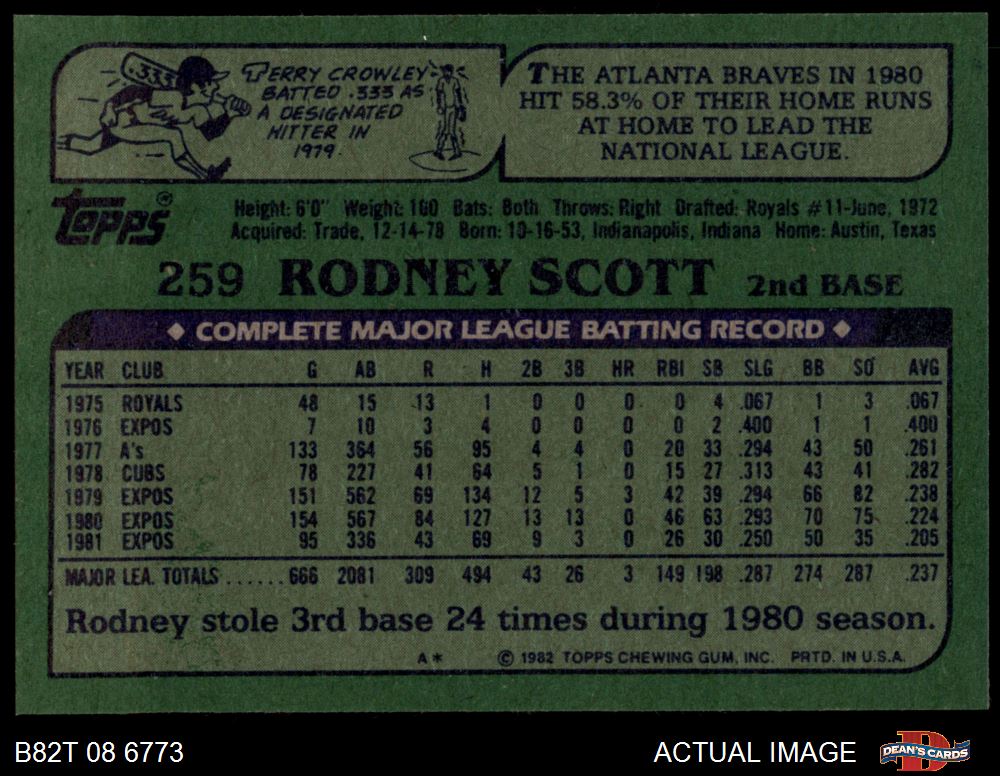 .333
TERRY CROWLEY
BATTED .333 AS
A DESIGNATED
HITTER IN
1979.
THE ATLANTA BRAVES IN 1980
HIT 58.3% OF THEIR HOME RUNS
AT HOME TO LEAD THE
NATIONAL LEAGUE.
Topps®
Height: 6'0" Weight: 160 Bats: Both Throws: Right Drafted: Royals #11-June, 1972
Acquired: Trade, 12-14-78 Born: 10-16-53, Indianapolis, Indiana Home: Austin, Texas
259 RODNEY SCOTT 2nd BASE
◆ COMPLETE MAJOR LEAGUE BATTING RECORD ◆
YEAR CLUB G AB R H 2B 3B HR RBI SB SLG BB SO AVG
1975 ROYALS 48 15 13 1 0 0 0 0 4 .067 1 3 .067
1976 EXPOS 7 10 3 4 0 0 0 0 2 .400 1 1 .400
1977 A's 133 364 56 95 4 4 0 20 33 .294 43 50 .261
1978 CUBS 78 227 41 64 5 1 0 15 27 .313 43 41 .282
1979 EXPOS 151 562 69 134 12 5 3 42 39 .294 66 82 .238
1980 EXPOS 154 567 84 127 13 13 0 46 63 .293 70 75 .224
1981 EXPOS 95 336 43 69 9 3 0 26 30 .250 50 35 .205
MAJOR LEA. TOTALS ...... 666 2081 309 494 43 26 3 149 198 .287 274 287 .237
Rodney stole 3rd base 24 times during 1980 season.
A* © 1982 TOPPS CHEWING GUM, INC. PRTD. IN U.S.A.
B82T 08 6773
ACTUAL IMAGE
D
DEAN'S CARDS